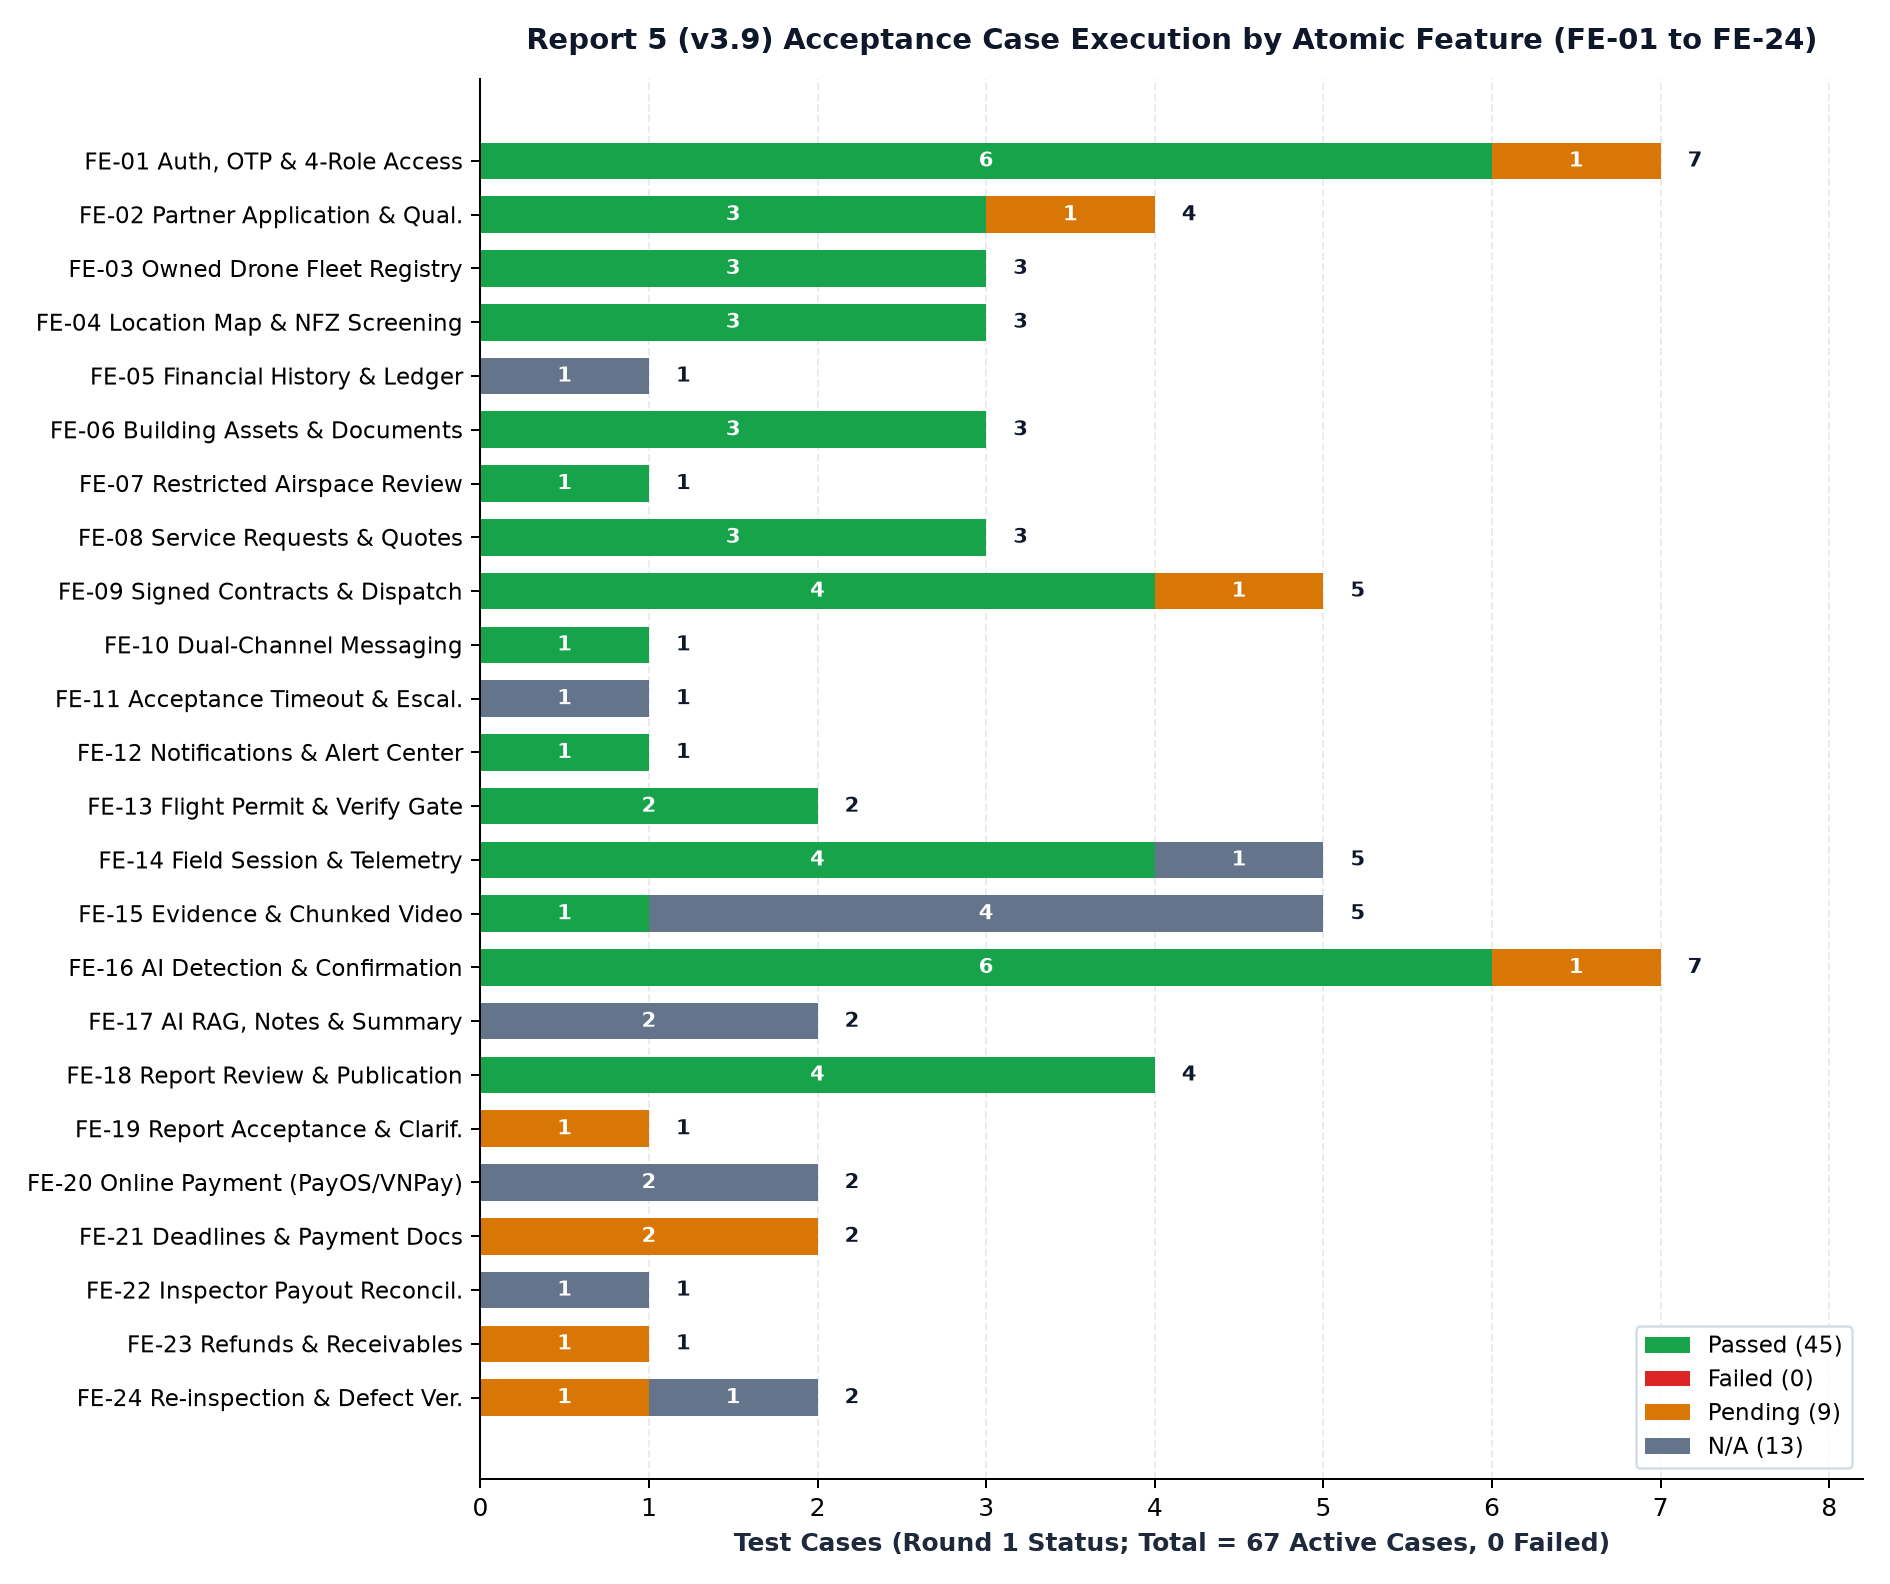 Report 5 (v3.9) Acceptance Case Execution by Atomic Feature (FE-01 to FE-24)
FE-01 Auth, OTP & 4-Role Access 6 1 7
FE-02 Partner Application & Qual. 3 1 4
FE-03 Owned Drone Fleet Registry 3 3
FE-04 Location Map & NFZ Screening 3 3
FE-05 Financial History & Ledger 1 1
FE-06 Building Assets & Documents 3 3
FE-07 Restricted Airspace Review 1 1
FE-08 Service Requests & Quotes 3 3
FE-09 Signed Contracts & Dispatch 4 1 5
FE-10 Dual-Channel Messaging 1 1
FE-11 Acceptance Timeout & Escal. 1 1
FE-12 Notifications & Alert Center 1 1
FE-13 Flight Permit & Verify Gate 2 2
FE-14 Field Session & Telemetry 4 1 5
FE-15 Evidence & Chunked Video 1 4 5
FE-16 AI Detection & Confirmation 6 1 7
FE-17 AI RAG, Notes & Summary 2 2
FE-18 Report Review & Publication 4 4
FE-19 Report Acceptance & Clarif. 1 1
FE-20 Online Payment (PayOS/VNPay) 2 2
FE-21 Deadlines & Payment Docs 2 2
FE-22 Inspector Payout Reconcil. 1 1
FE-23 Refunds & Receivables 1 1
FE-24 Re-inspection & Defect Ver. 1 1 2
Passed (45)
Failed (0)
Pending (9)
N/A (13)
0 1 2 3 4 5 6 7 8
Test Cases (Round 1 Status; Total = 67 Active Cases, 0 Failed)